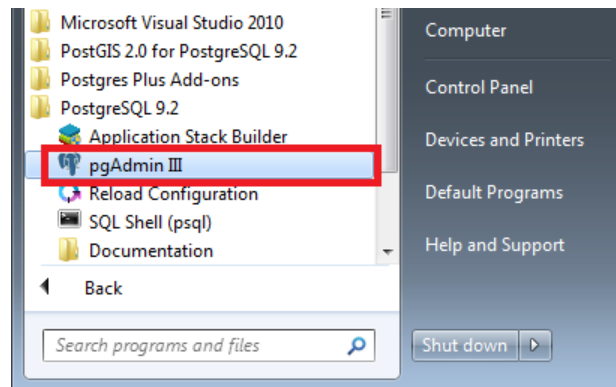 Microsoft Visual Studio 2010
PostGIS 2.0 for PostgreSQL 9.2
Postgres Plus Add-ons
PostgreSQL 9.2
Application Stack Builder
pgAdmin III
Reload Configuration
SQL Shell (psql)
Documentation
Back
Search programs and files
Computer
Control Panel
Devices and Printers
Default Programs
Help and Support
Shut down